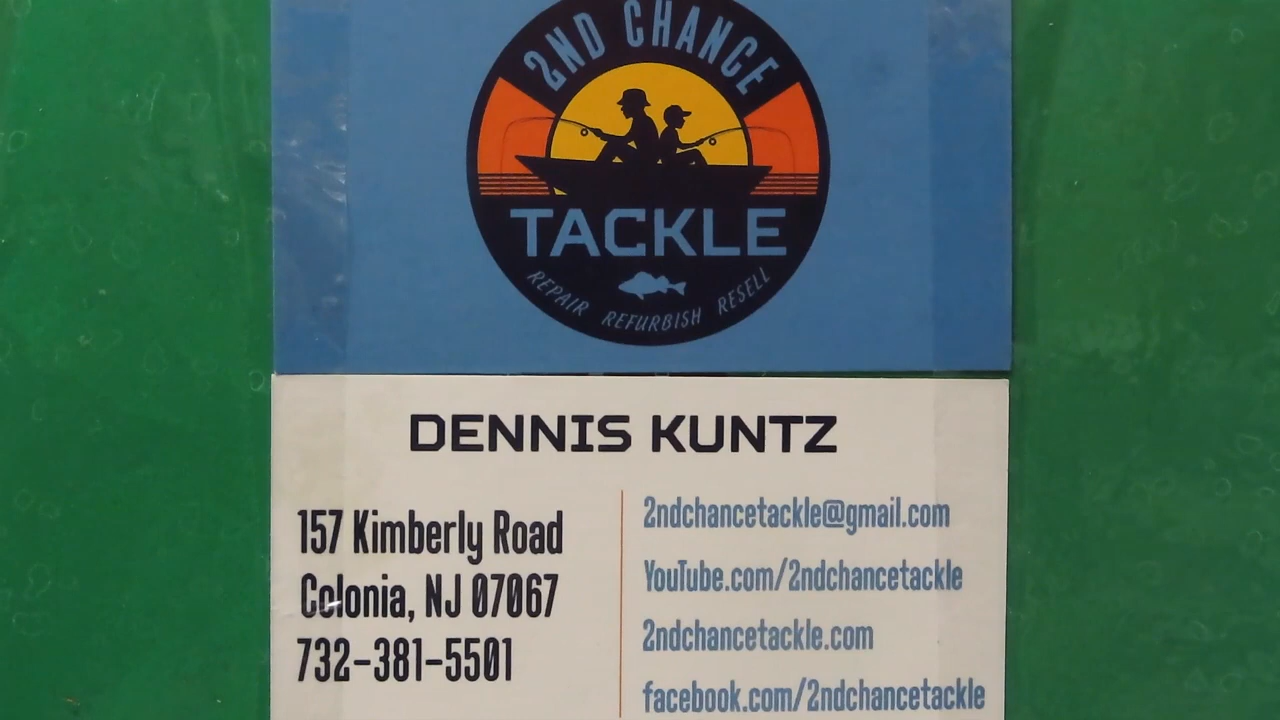 2ND CHANCE
TACKLE
REPAIR REFURBISH RESELL
DENNIS KUNTZ
157 Kimberly Road
Colonia, NJ 07067
732-381-5501
2ndchancetackle@gmail.com
YouTube.com/2ndchancetackle
2ndchancetackle.com
facebook.com/2ndchancetackle